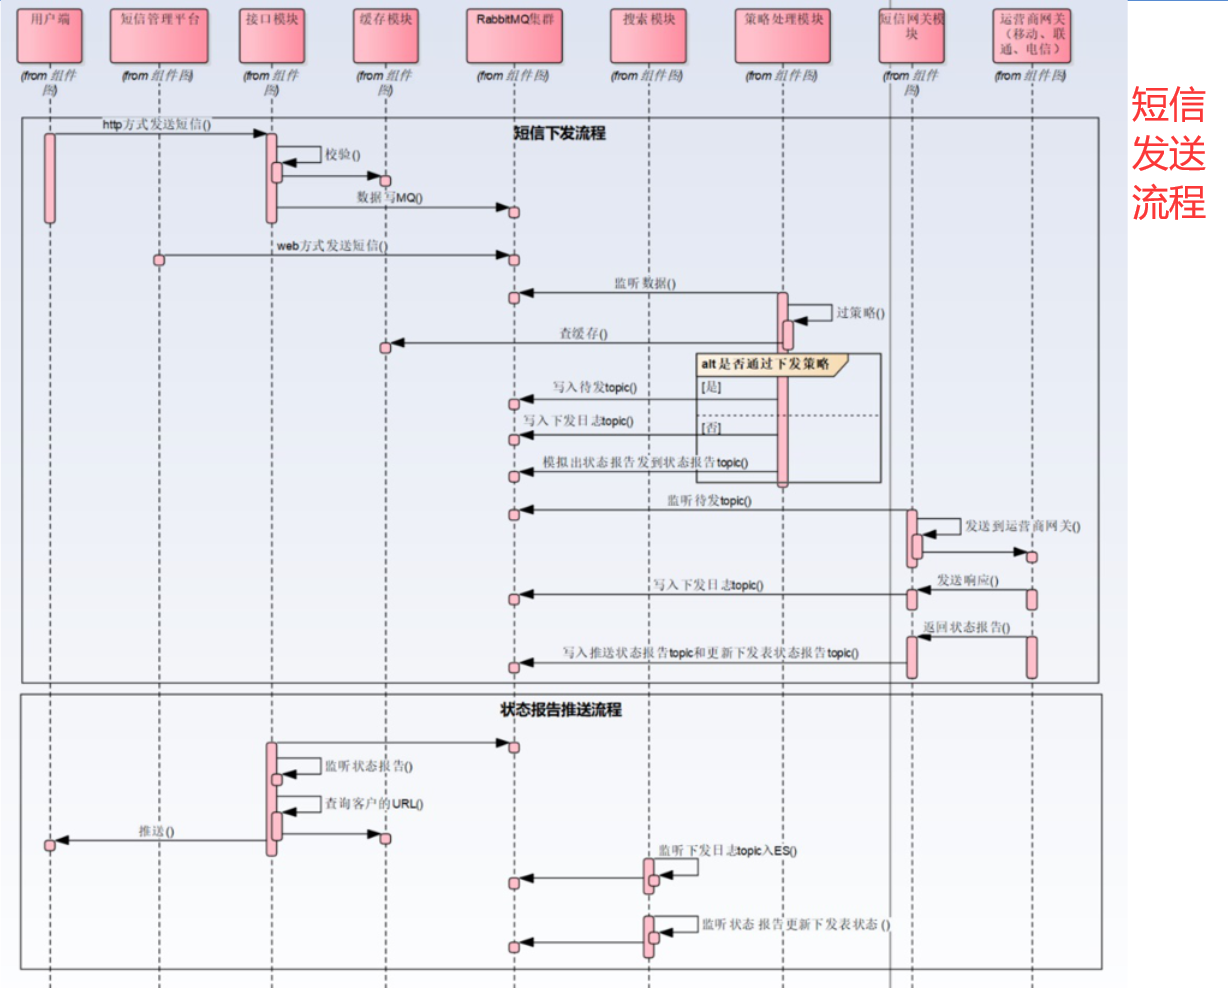 用户端
短信管理平台
接口模块
缓存模块
RabbitMQ集群
搜索模块
策略处理模块
短信网关模
块
运营商网关
（移动、联
通、电信）
(from 组件
图)
(from 组件图)
(from 组件
图)
(from 组件
图)
(from 组件图)
(from 组件图)
(from 组件图)
(from 组件
图)
(from 组件图)
短信
发送
流程
短信下发流程
http方式发送短信()
校验()
数据写MQ()
web方式发送短信()
监听数据()
过策略()
查缓存()
alt 是否通过下发策略
[是]
写入待发topic()
写入下发日志topic()
[否]
模拟出状态报告发到状态报告topic()
监听待发topic()
发送到运营商网关()
发送响应()
写入下发日志topic()
返回状态报告()
写入推送状态报告topic和更新下发表状态报告topic()
状态报告推送流程
监听状态报告()
查询客户的URL()
推送()
监听下发日志topic入ES()
监听状态 报告更新下发表状态 ()